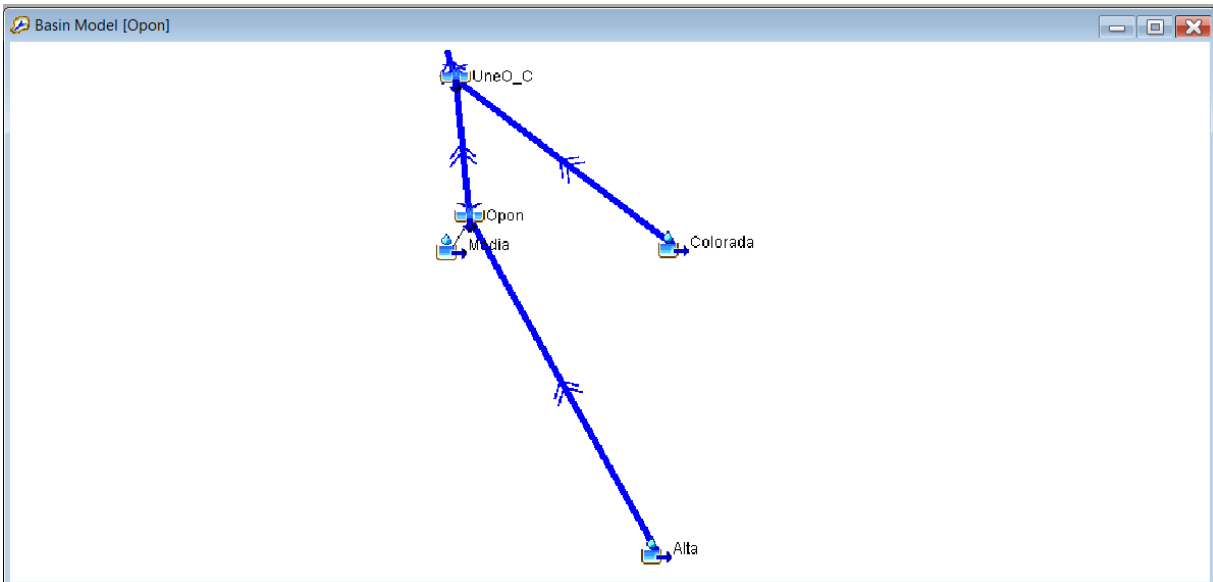 Basin Model [Opon]
UneO_C
Opon
Media
Colorada
Alta